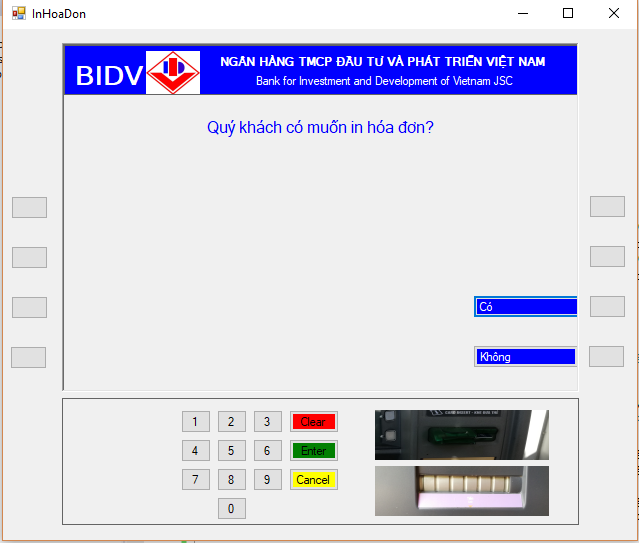 InHoaDon
BIDV
NGÂN HÀNG TMCP ĐẦU TƯ VÀ PHÁT TRIỂN VIỆT NAM
Bank for Investment and Development of Vietnam JSC
Quý khách có muốn in hóa đơn?
Có
Không
1 2 3 Clear
4 5 6 Enter
7 8 9 Cancel
0